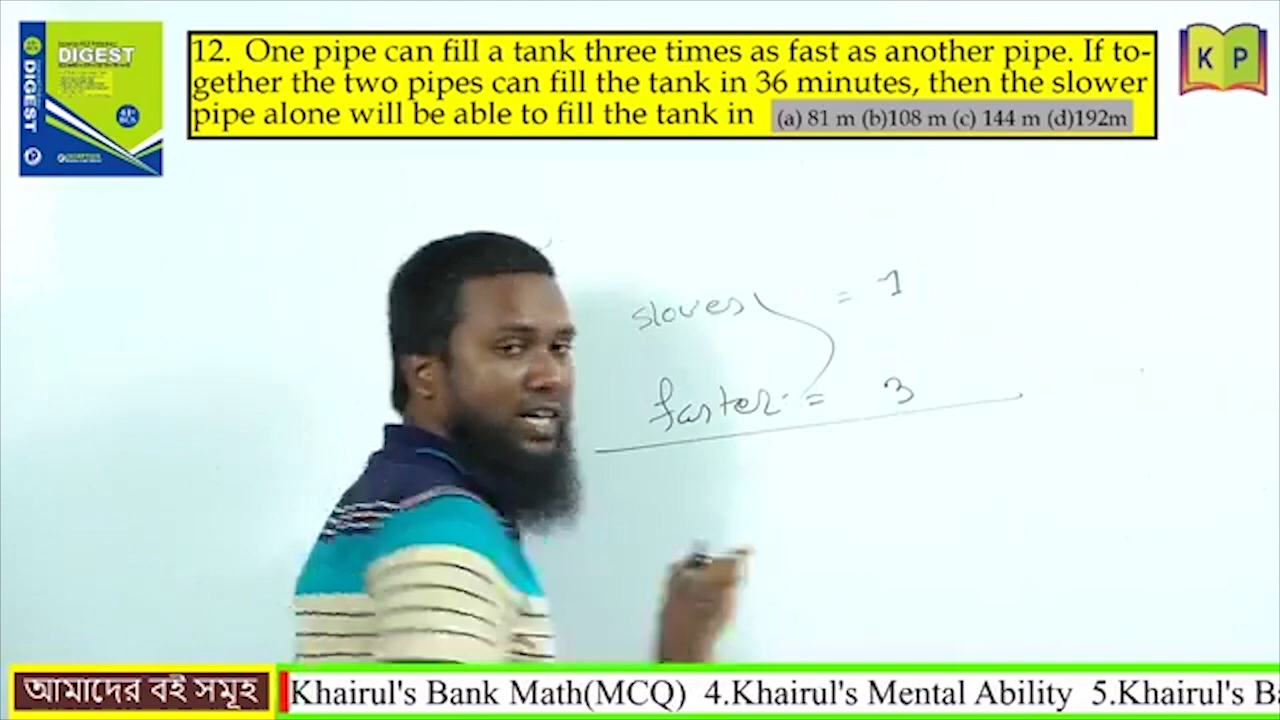 DIGEST
DIGEST
12. One pipe can fill a tank three times as fast as another pipe. If to-
gether the two pipes can fill the tank in 36 minutes, then the slower
pipe alone will be able to fill the tank in (a) 81 m (b)108 m (c) 144 m (d)192m
K P
slower = 1
faster = 3
আমাদের বই সমূহ Khairul's Bank Math(MCQ) 4.Khairul's Mental Ability 5.Khairul's Ba